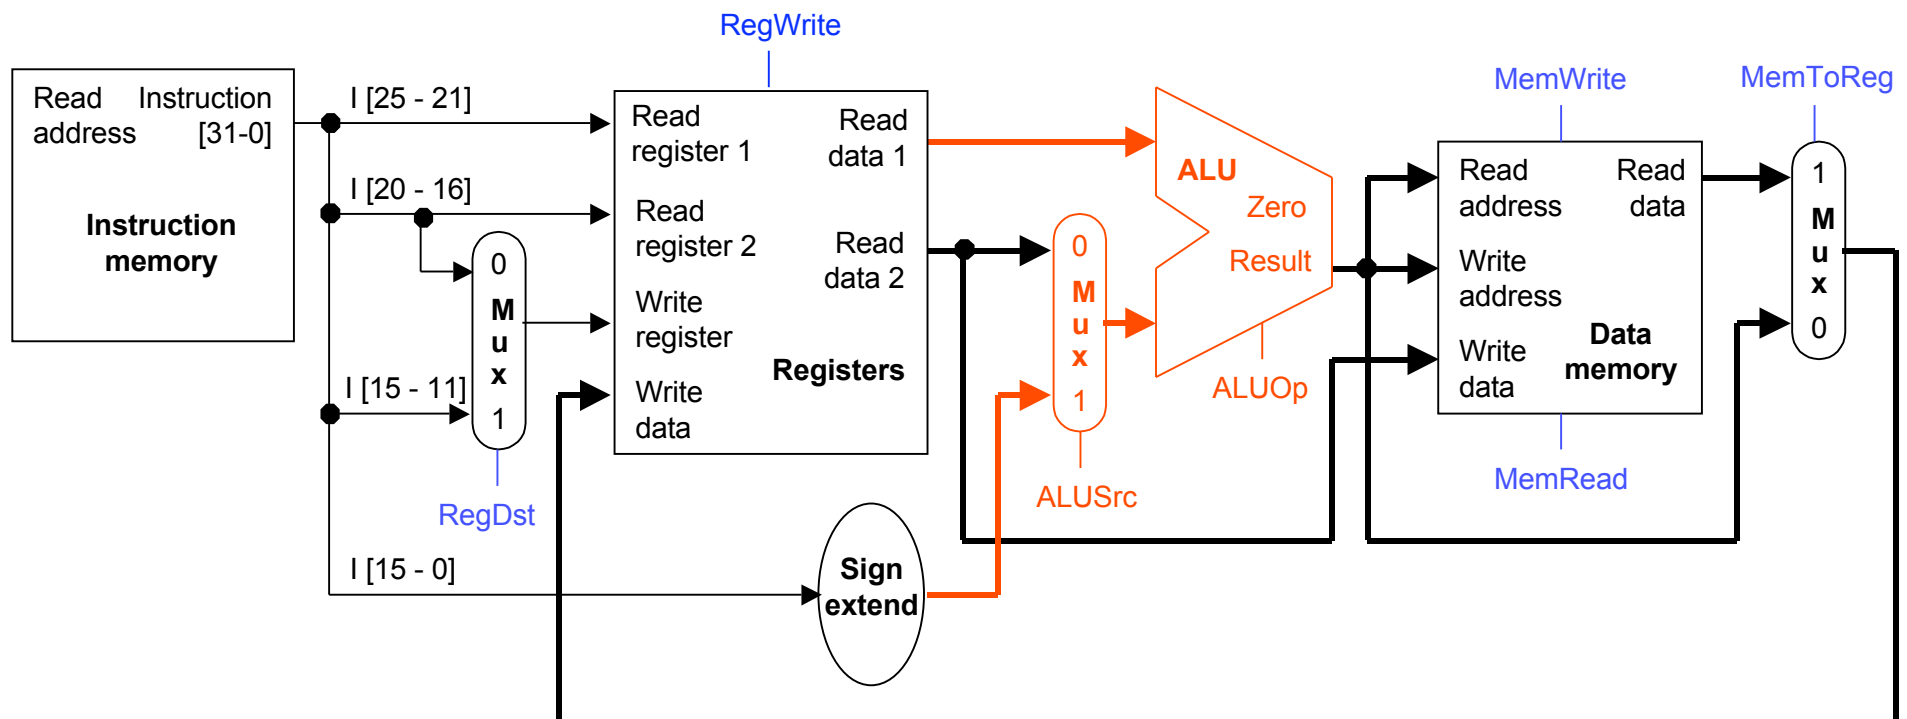 RegWrite
Read Instruction
address [31-0]
Instruction
memory
I [25 - 21]
I [20 - 16]
I [15 - 11]
I [15 - 0]
0
M
u
x
1
RegDst
Read
register 1
Read
register 2
Write
register
Write
data
Read
data 1
Read
data 2
Registers
Sign
extend
0
M
u
x
1
ALUSrc
ALU
Zero
Result
ALUOp
MemWrite
Read
address
Write
address
Write
data
Read
data
Data
memory
MemRead
MemToReg
1
M
u
x
0